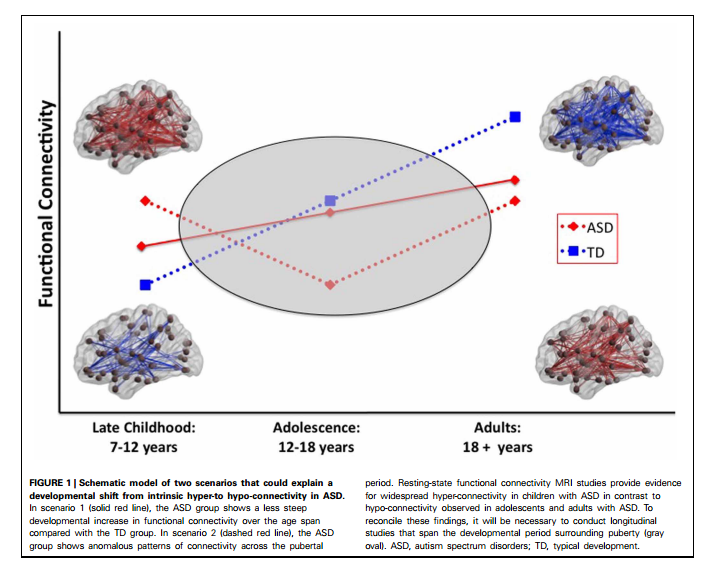 Functional Connectivity
ASD
TD
Late Childhood:
7-12 years
Adolescence:
12-18 years
Adults:
18 + years
FIGURE 1 | Schematic model of two scenarios that could explain a
developmental shift from intrinsic hyper-to hypo-connectivity in ASD.
In scenario 1 (solid red line), the ASD group shows a less steep
developmental increase in functional connectivity over the age span
compared with the TD group. In scenario 2 (dashed red line), the ASD
group shows anomalous patterns of connectivity across the pubertal
period. Resting-state functional connectivity MRI studies provide evidence
for widespread hyper-connectivity in children with ASD in contrast to
hypo-connectivity observed in adolescents and adults with ASD. To
reconcile these findings, it will be necessary to conduct longitudinal
studies that span the developmental period surrounding puberty (gray
oval). ASD, autism spectrum disorders; TD, typical development.